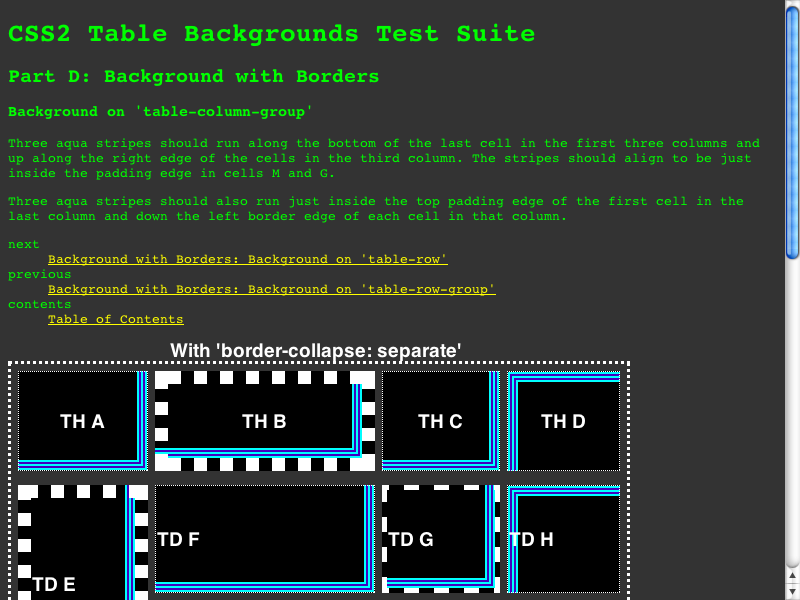 CSS2 Table Backgrounds Test Suite
Part D: Background with Borders
Background on 'table-column-group'
Three aqua stripes should run along the bottom of the last cell in the first three columns and
up along the right edge of the cells in the third column. The stripes should align to be just
inside the padding edge in cells M and G.
Three aqua stripes should also run just inside the top padding edge of the first cell in the
last column and down the left border edge of each cell in that column.
next
Background with Borders: Background on 'table-row'
previous
Background with Borders: Background on 'table-row-group'
contents
Table of Contents
With 'border-collapse: separate'
TH A TH B TH C TH D
TD F TD G TD H
TD E